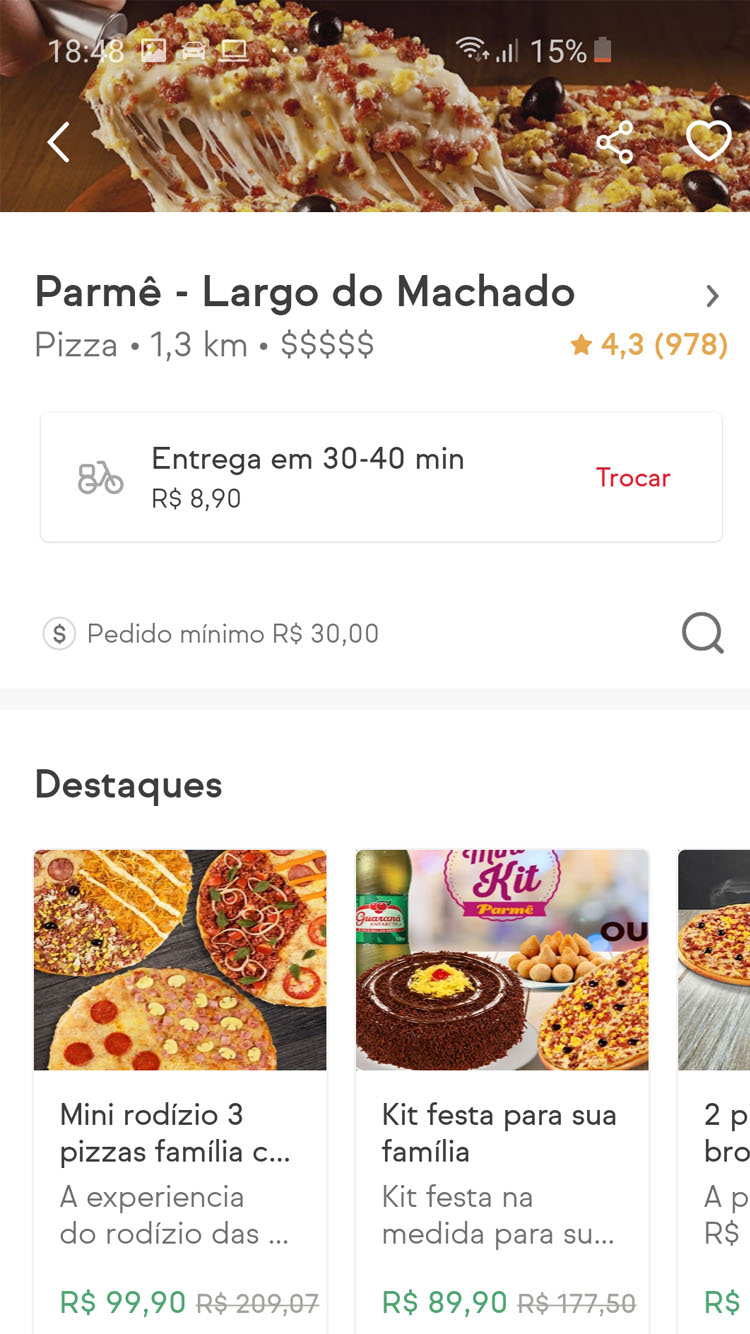 18:48
15%
Parmê - Largo do Machado
Pizza • 1,3 km • $$$$$
4,3 (978)
Entrega em 30-40 min
R$ 8,90
Trocar
$ Pedido mínimo R$ 30,00
Destaques
Mini
Kit
Parmê
Guaraná
ANTARCTICA
OU
Mini rodízio 3
pizzas família c...
A experiencia
do rodízio das ...
R$ 99,90 R$ 209,07
Kit festa para sua
família
Kit festa na
medida para su...
R$ 89,90 R$ 177,50
2 p
bro
A p
R$
R$